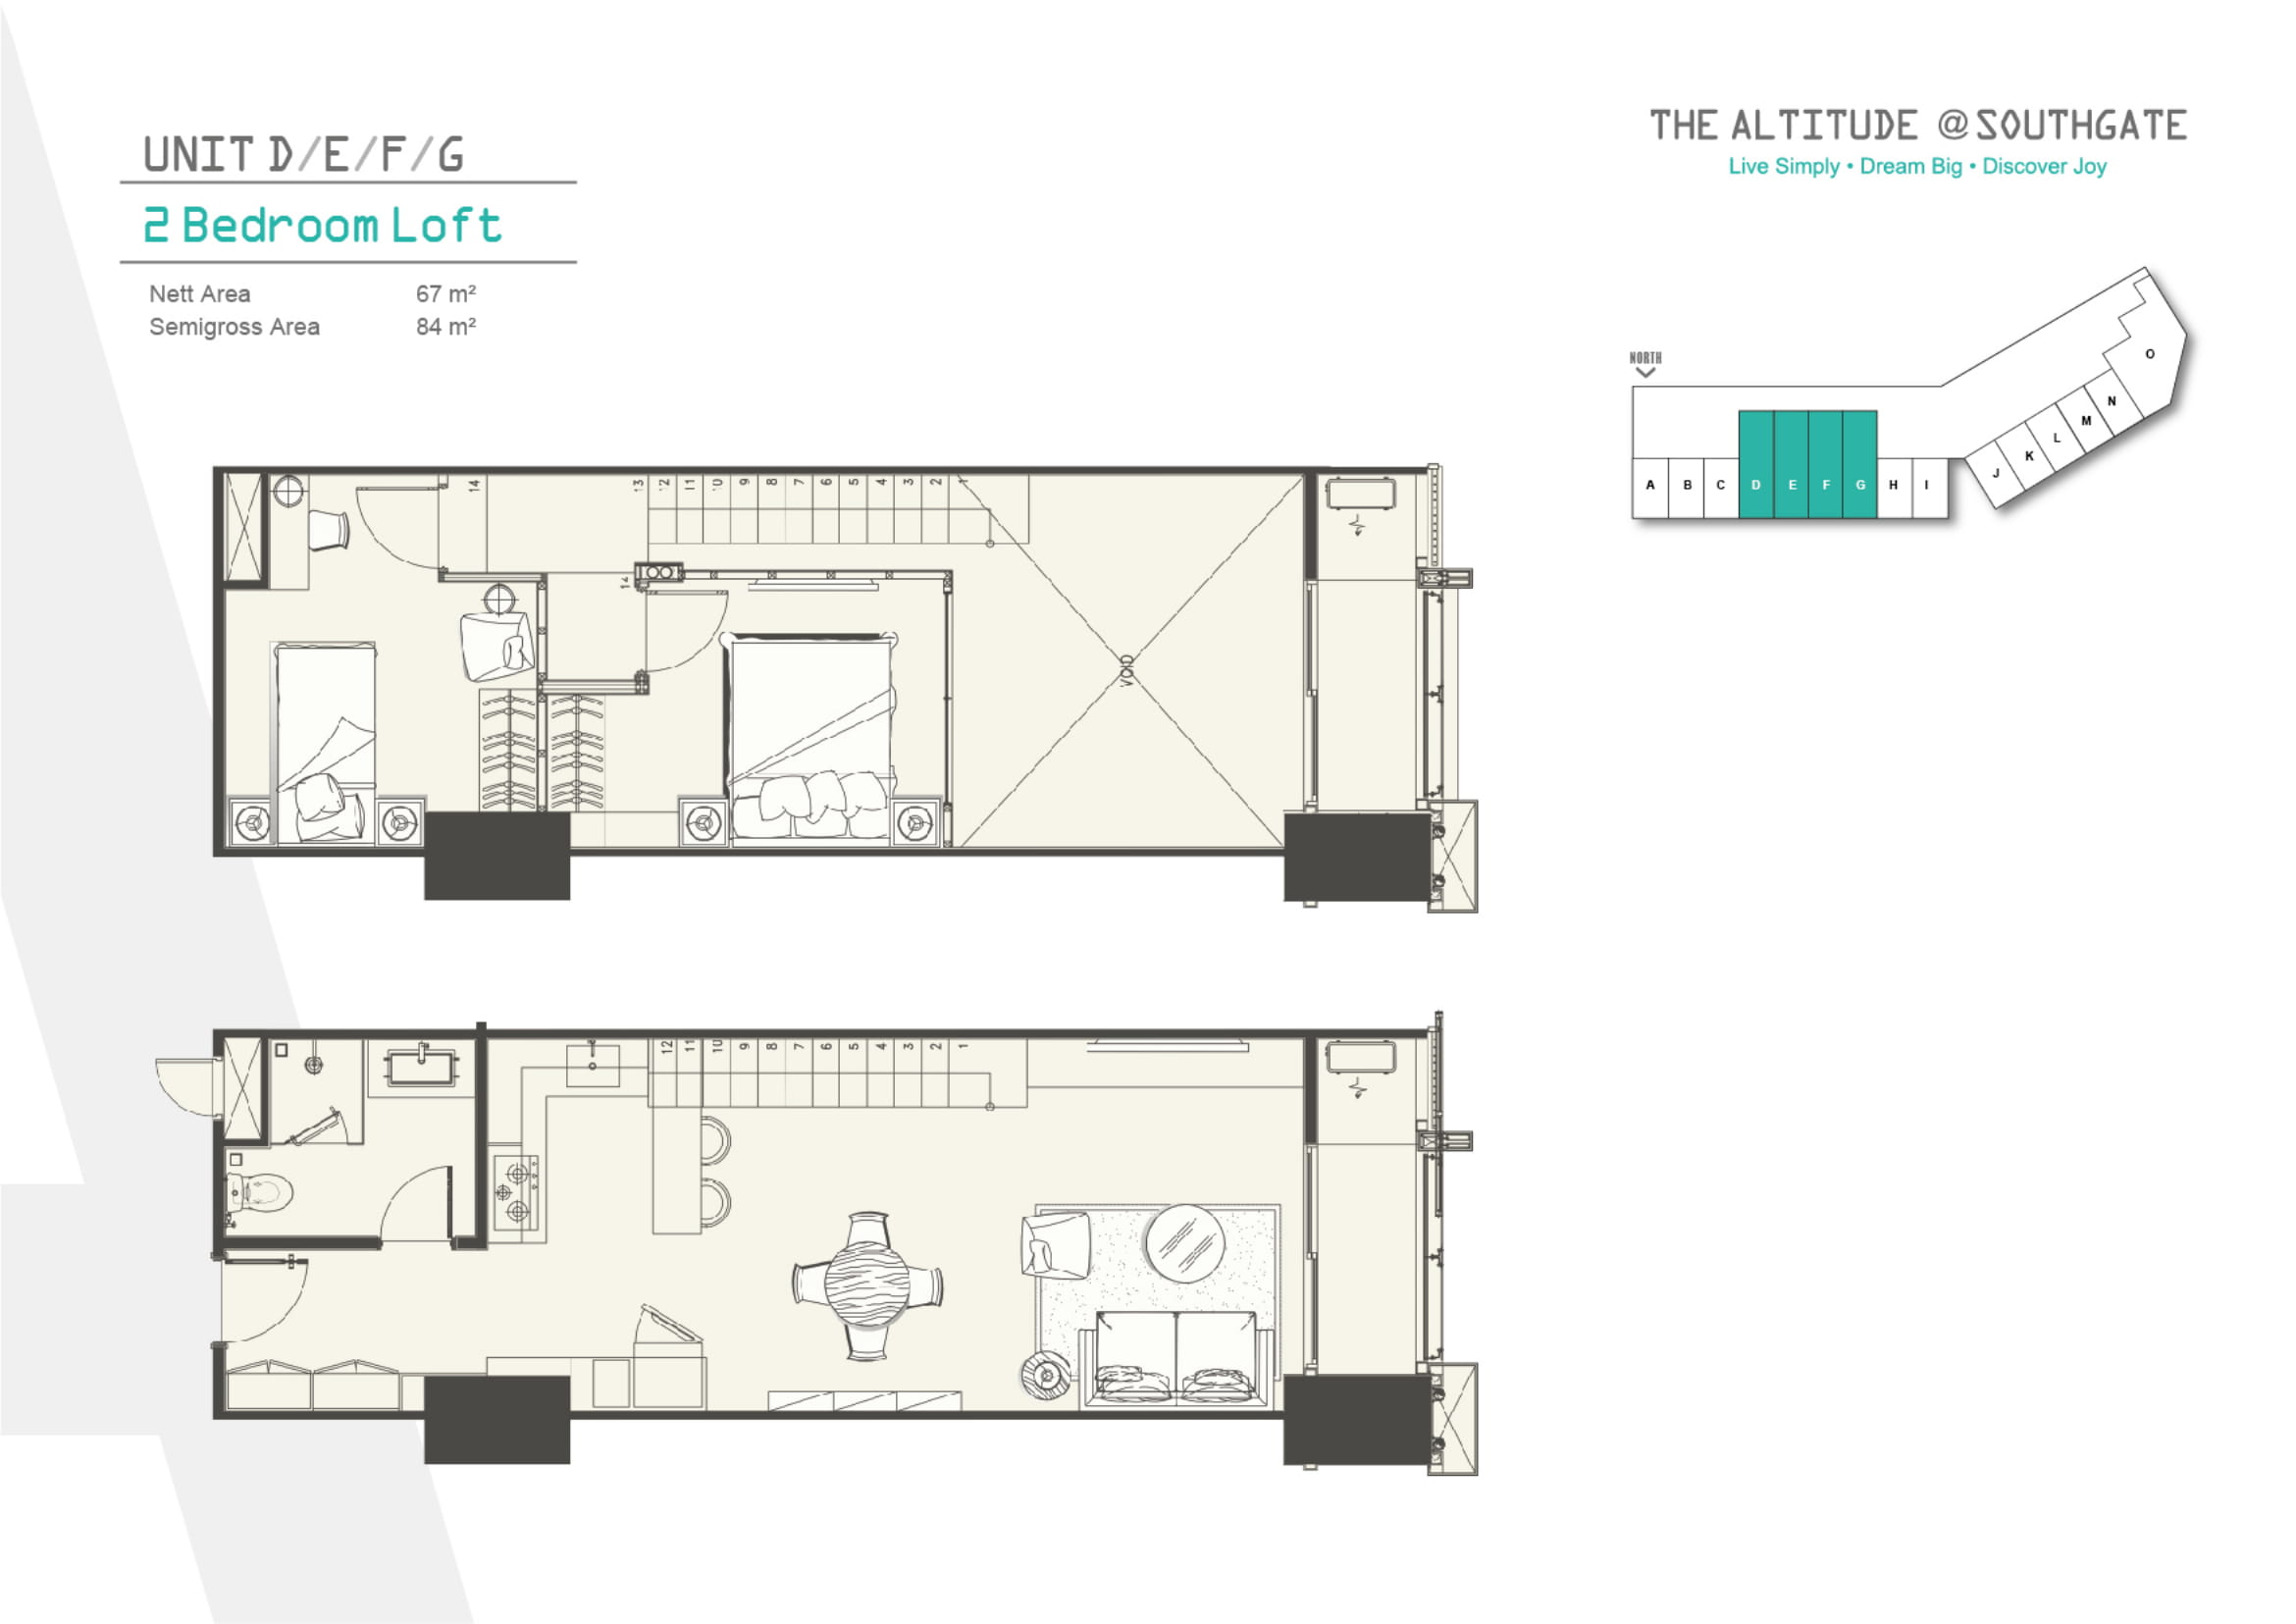 UNIT D/E/F/G
2 Bedroom Loft
Nett Area 67 m²
Semigross Area 84 m²
THE ALTITUDE @SOUTHGATE
Live Simply • Dream Big • Discover Joy
NORTH
A B C D E F G H I J K L M N O
14 13 12 11 10 9 8 7 6 5 4 3 2 1
14
VOID
12 11 10 9 8 7 6 5 4 3 2 1